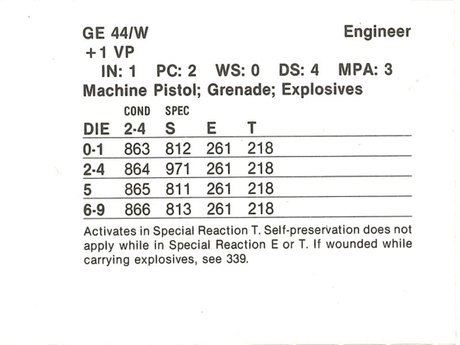 GE 44/W Engineer
+1 VP
IN: 1 PC: 2 WS: 0 DS: 4 MPA: 3
Machine Pistol; Grenade; Explosives
COND SPEC
DIE 2-4 S E T
0-1 863 812 261 218
2-4 864 971 261 218
5 865 811 261 218
6-9 866 813 261 218
Activates in Special Reaction T. Self-preservation does not
apply while in Special Reaction E or T. If wounded while
carrying explosives, see 339.